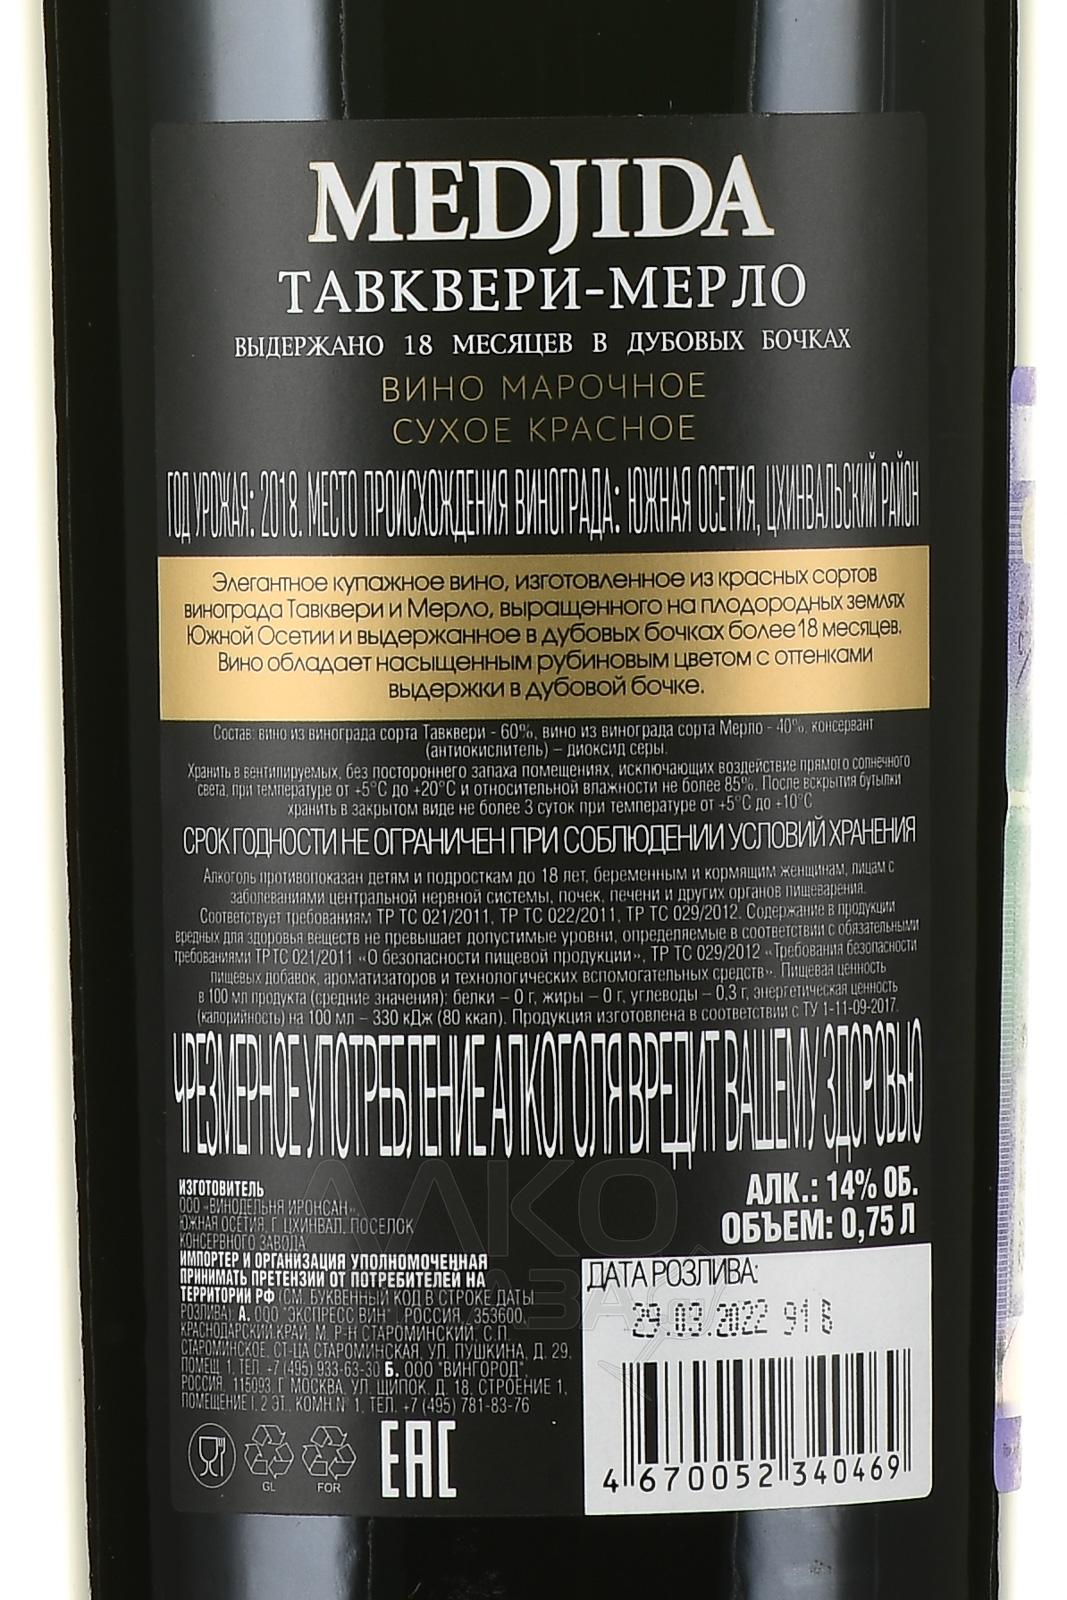 MEDJIDA
ТАВКВЕРИ-МЕРЛО
ВЫДЕРЖАНО 18 МЕСЯЦЕВ В ДУБОВЫХ БОЧКАХ
ВИНО МАРОЧНОЕ
СУХОЕ КРАСНОЕ
ГОД УРОЖАЯ: 2018. МЕСТО ПРОИСХОЖДЕНИЯ ВИНОГРАДА: ЮЖНАЯ ОСЕТИЯ, ЦХИНВАЛЬСКИЙ РАЙОН
Элегантное купажное вино, изготовленное из красных сортов
винограда Тавквери и Мерло, выращенного на плодородных землях
Южной Осетии и выдержанное в дубовых бочках более 18 месяцев.
Вино обладает насыщенным рубиновым цветом с оттенками
выдержки в дубовой бочке.
Состав: вино из винограда сорта Тавквери - 60%, вино из винограда сорта Мерло - 40%, консервант
(антиокислитель) – диоксид серы.
Хранить в вентилируемых, без постороннего запаха помещениях, исключающих воздействие прямого солнечного
света, при температуре от +5°С до +20°С и относительной влажности не более 85%. После вскрытия бутылки
хранить в закрытом виде не более 3 суток при температуре от +5°С до +10°С
СРОК ГОДНОСТИ НЕ ОГРАНИЧЕН ПРИ СОБЛЮДЕНИИ УСЛОВИЙ ХРАНЕНИЯ
Алкоголь противопоказан детям и подросткам до 18 лет, беременным и кормящим женщинам, лицам с
заболеваниями центральной нервной системы, почек, печени и других органов пищеварения.
Соответствует требованиям ТР ТС 021/2011, ТР ТС 022/2011, ТР ТС 029/2012. Содержание в продукции
вредных для здоровья веществ не превышает допустимые уровни, определяемые в соответствии с обязательными
требованиями ТР ТС 021/2011 «О безопасности пищевой продукции», ТР ТС 029/2012 «Требования безопасности
пищевых добавок, ароматизаторов и технологических вспомогательных средств». Пищевая ценность
в 100 мл продукта (средние значения): белки – 0 г, жиры – 0 г, углеводы – 0,3 г, энергетическая ценность
(калорийность) на 100 мл – 330 кДж (80 ккал). Продукция изготовлена в соответствии с ТУ 1-11-09-2017.
ЧРЕЗМЕРНОЕ УПОТРЕБЛЕНИЕ АЛКОГОЛЯ ВРЕДИТ ВАШЕМУ ЗДОРОВЬЮ
ИЗГОТОВИТЕЛЬ
ООО «ВИНОДЕЛЬНЯ ИРОНСАН»,
ЮЖНАЯ ОСЕТИЯ, Г. ЦХИНВАЛ, ПОСЕЛОК
КОНСЕРВНОГО ЗАВОДА
ИМПОРТЕР И ОРГАНИЗАЦИЯ УПОЛНОМОЧЕННАЯ
ПРИНИМАТЬ ПРЕТЕНЗИИ ОТ ПОТРЕБИТЕЛЕЙ НА
ТЕРРИТОРИИ РФ (СМ. БУКВЕННЫЙ КОД В СТРОКЕ ДАТЫ
РОЗЛИВА): А. ООО "ЭКСПРЕСС ВИН", РОССИЯ, 353600,
КРАСНОДАРСКИЙ КРАЙ, М. Р-Н СТАРОМИНСКИЙ, С.П.
СТАРОМИНСКОЕ, СТ-ЦА СТАРОМИНСКАЯ, УЛ. ПУШКИНА, Д. 29,
ПОМЕЩ. 1, ТЕЛ. +7 (495) 933-63-30 Б. ООО "ВИНГОРОД",
РОССИЯ, 115093, Г. МОСКВА, УЛ. ЩИПОК, Д. 18, СТРОЕНИЕ 1,
ПОМЕЩЕНИЕ I, 2 ЭТ., КОМН № 1, ТЕЛ. +7 (495) 781-83-76
АЛК.: 14% ОБ.
ОБЪЕМ: 0,75 Л
ДАТА РОЗЛИВА:
29.03.2022 91 Б
4 670052 340469
GL
FOR
EAC
АЛКО